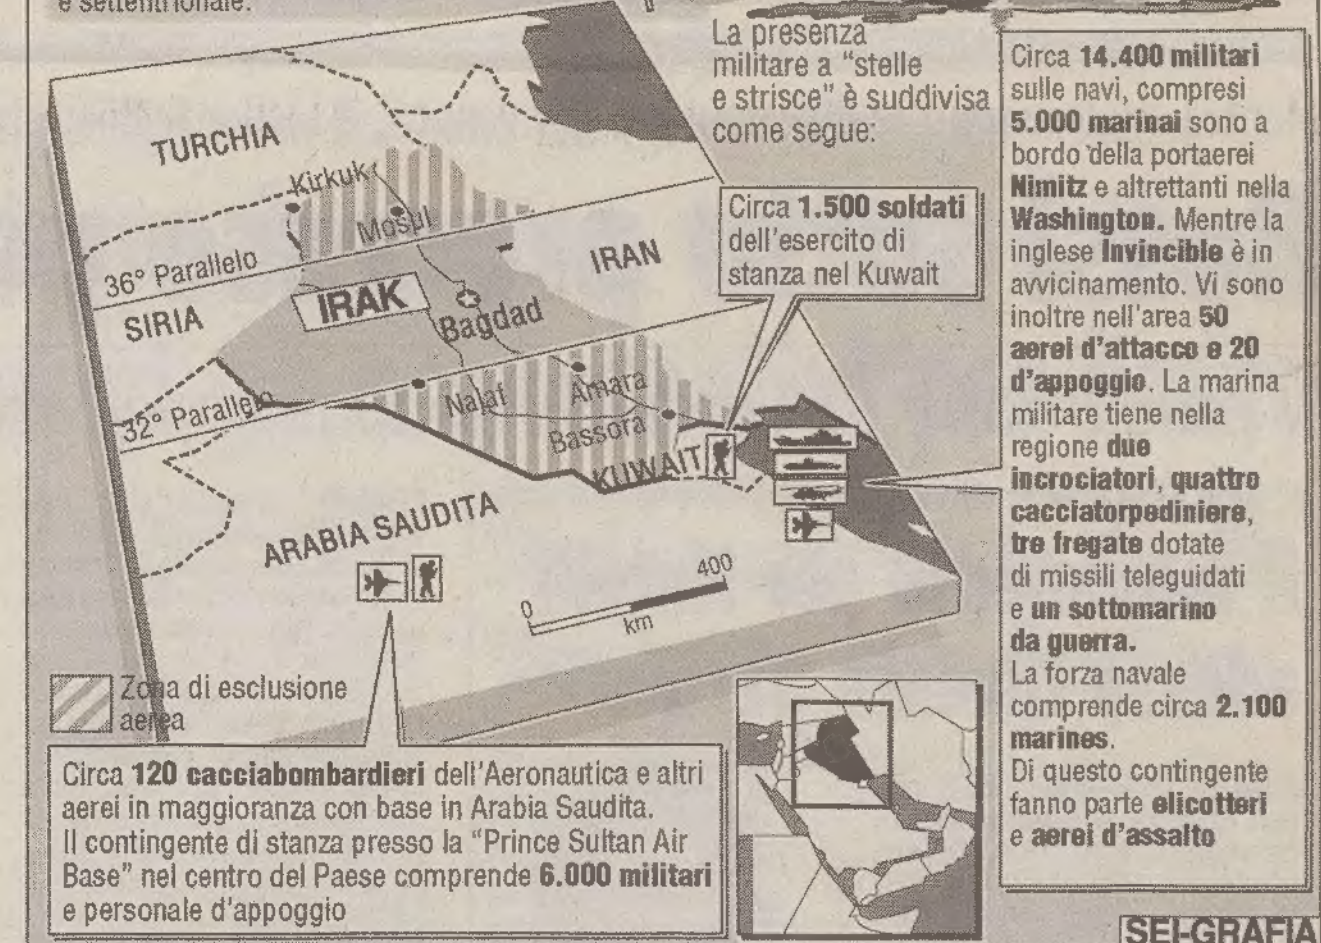 e settentrionale.
La presenza
militare a "stelle
e strisce" è suddivisa
come segue:
Circa 1.500 soldati
dell'esercito di
stanza nel Kuwait
Circa 14.400 militari
sulle navi, compresi
5.000 marinai sono a
bordo della portaerei
Nimitz e altrettanti nella
Washington. Mentre la
inglese Invincible è in
avvicinamento. Vi sono
inoltre nell'area 50
aerei d'attacco e 20
d'appoggio. La marina
militare tiene nella
regione due
incrociatori, quattro
cacciatorpediniere,
tre fregate dotate
di missili teleguidati
e un sottomarino
da guerra.
La forza navale
comprende circa 2.100
marines.
Di questo contingente
fanno parte elicotteri
e aerei d'assalto
TURCHIA
Kirkuk
Mosul
36° Parallelo
IRAN
SIRIA
IRAK
Bagdad
32° Parallelo
Najaf
Amara
Bassora
KUWAIT
ARABIA SAUDITA
0
400
km
Zona di esclusione
aerea
Circa 120 cacciabombardieri dell'Aeronautica e altri
aerei in maggioranza con base in Arabia Saudita.
Il contingente di stanza presso la "Prince Sultan Air
Base" nel centro del Paese comprende 6.000 militari
e personale d'appoggio
SEI-GRAFIA